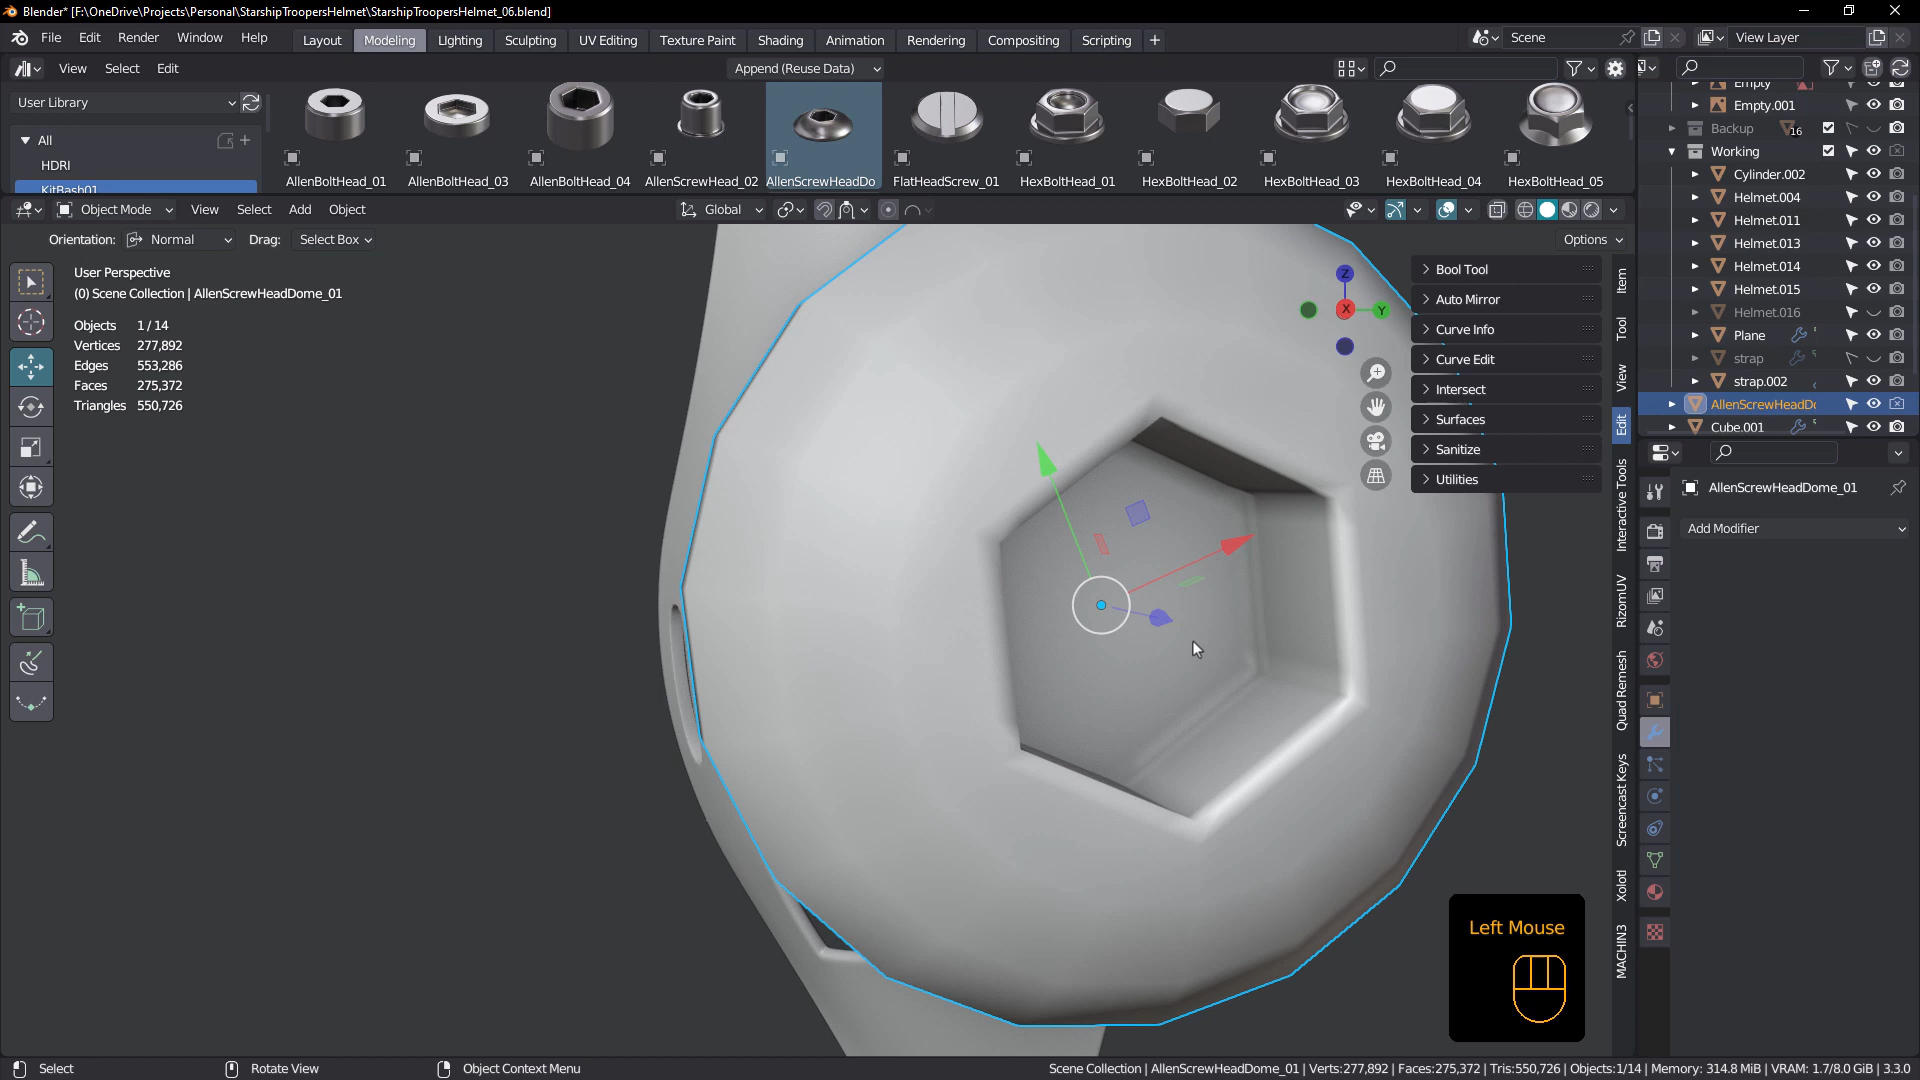 Blender* [F:\OneDrive\Projects\Personal\StarshipTroopersHelmet\StarshipTroopersHelmet_06.blend]
File Edit Render Window Help Layout Modeling Lighting Sculpting UV Editing Texture Paint Shading Animation Rendering Compositing Scripting + Scene View Layer
View Select Edit Append (Reuse Data)
User Library
All
HDRI
KitBash01
AllenBoltHead_01 AllenBoltHead_03 AllenBoltHead_04 AllenScrewHead_02 AllenScrewHeadDo FlatHeadScrew_01 HexBoltHead_01 HexBoltHead_02 HexBoltHead_03 HexBoltHead_04 HexBoltHead_05
Object Mode View Select Add Object Global
Orientation: Normal Drag: Select Box Options
User Perspective
(0) Scene Collection | AllenScrewHeadDome_01
Objects 1 / 14
Vertices 277,892
Edges 553,286
Faces 275,372
Triangles 550,726
Z
X
Y
Bool Tool
Auto Mirror
Curve Info
Curve Edit
Intersect
Surfaces
Sanitize
Utilities
Item
Tool
View
Edit
Interactive Tools
RizomUV
Quad Remesh
Screencast Keys
Xolotl
MACHIN3
Empty
Empty.001
Backup 16
Working
Cylinder.002
Helmet.004
Helmet.011
Helmet.013
Helmet.014
Helmet.015
Helmet.016
Plane
strap
strap.002
AllenScrewHeadDo
Cube.001
AllenScrewHeadDome_01
Add Modifier
Left Mouse
Select Rotate View Object Context Menu
Scene Collection | AllenScrewHeadDome_01 | Verts:277,892 | Faces:275,372 | Tris:550,726 | Objects:1/14 | Memory: 314.8 MiB | VRAM: 1.7/8.0 GiB | 3.3.0